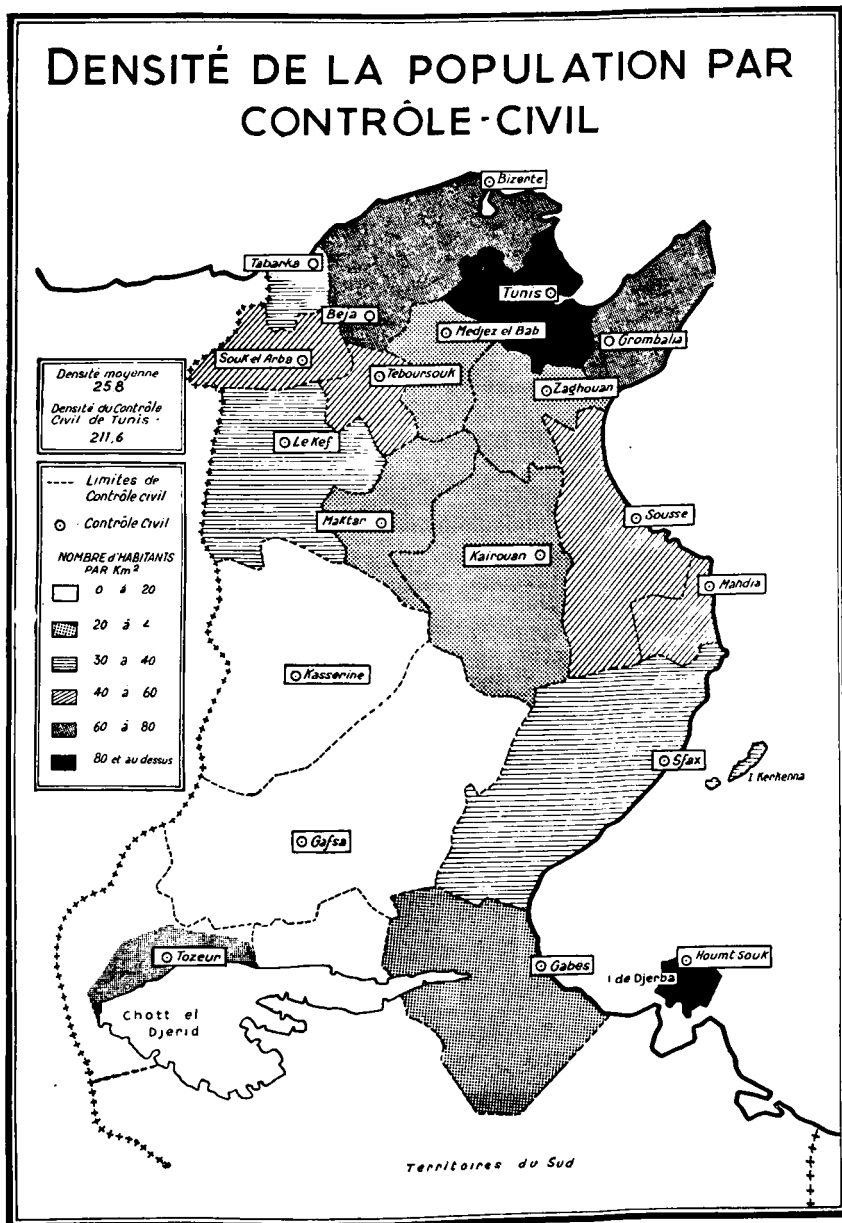 DENSITÉ DE LA POPULATION PAR
CONTRÔLE-CIVIL
Bizerte
Tabarka
Tunis
Beja
Medjez el Bab
Grombalia
Souk el Arba
Teboursouk
Zaghouan
Densité moyenne
25.8
Densité du Contrôle
Civil de Tunis -
211,6
Le Kef
Limites de
Contrôle civil
Contrôle Civil
NOMBRE d'HABITANTS
PAR Km²
0 à 20
20 à 4
30 à 40
40 à 60
60 à 80
80 et au dessus
Maktar
Sousse
Kairouan
Mahdia
Kasserine
Sfax
I Kerkenna
Gafsa
Tozeur
Gabes
Houmt Souk
I de Djerba
Chott el
Djerid
Territoires du Sud